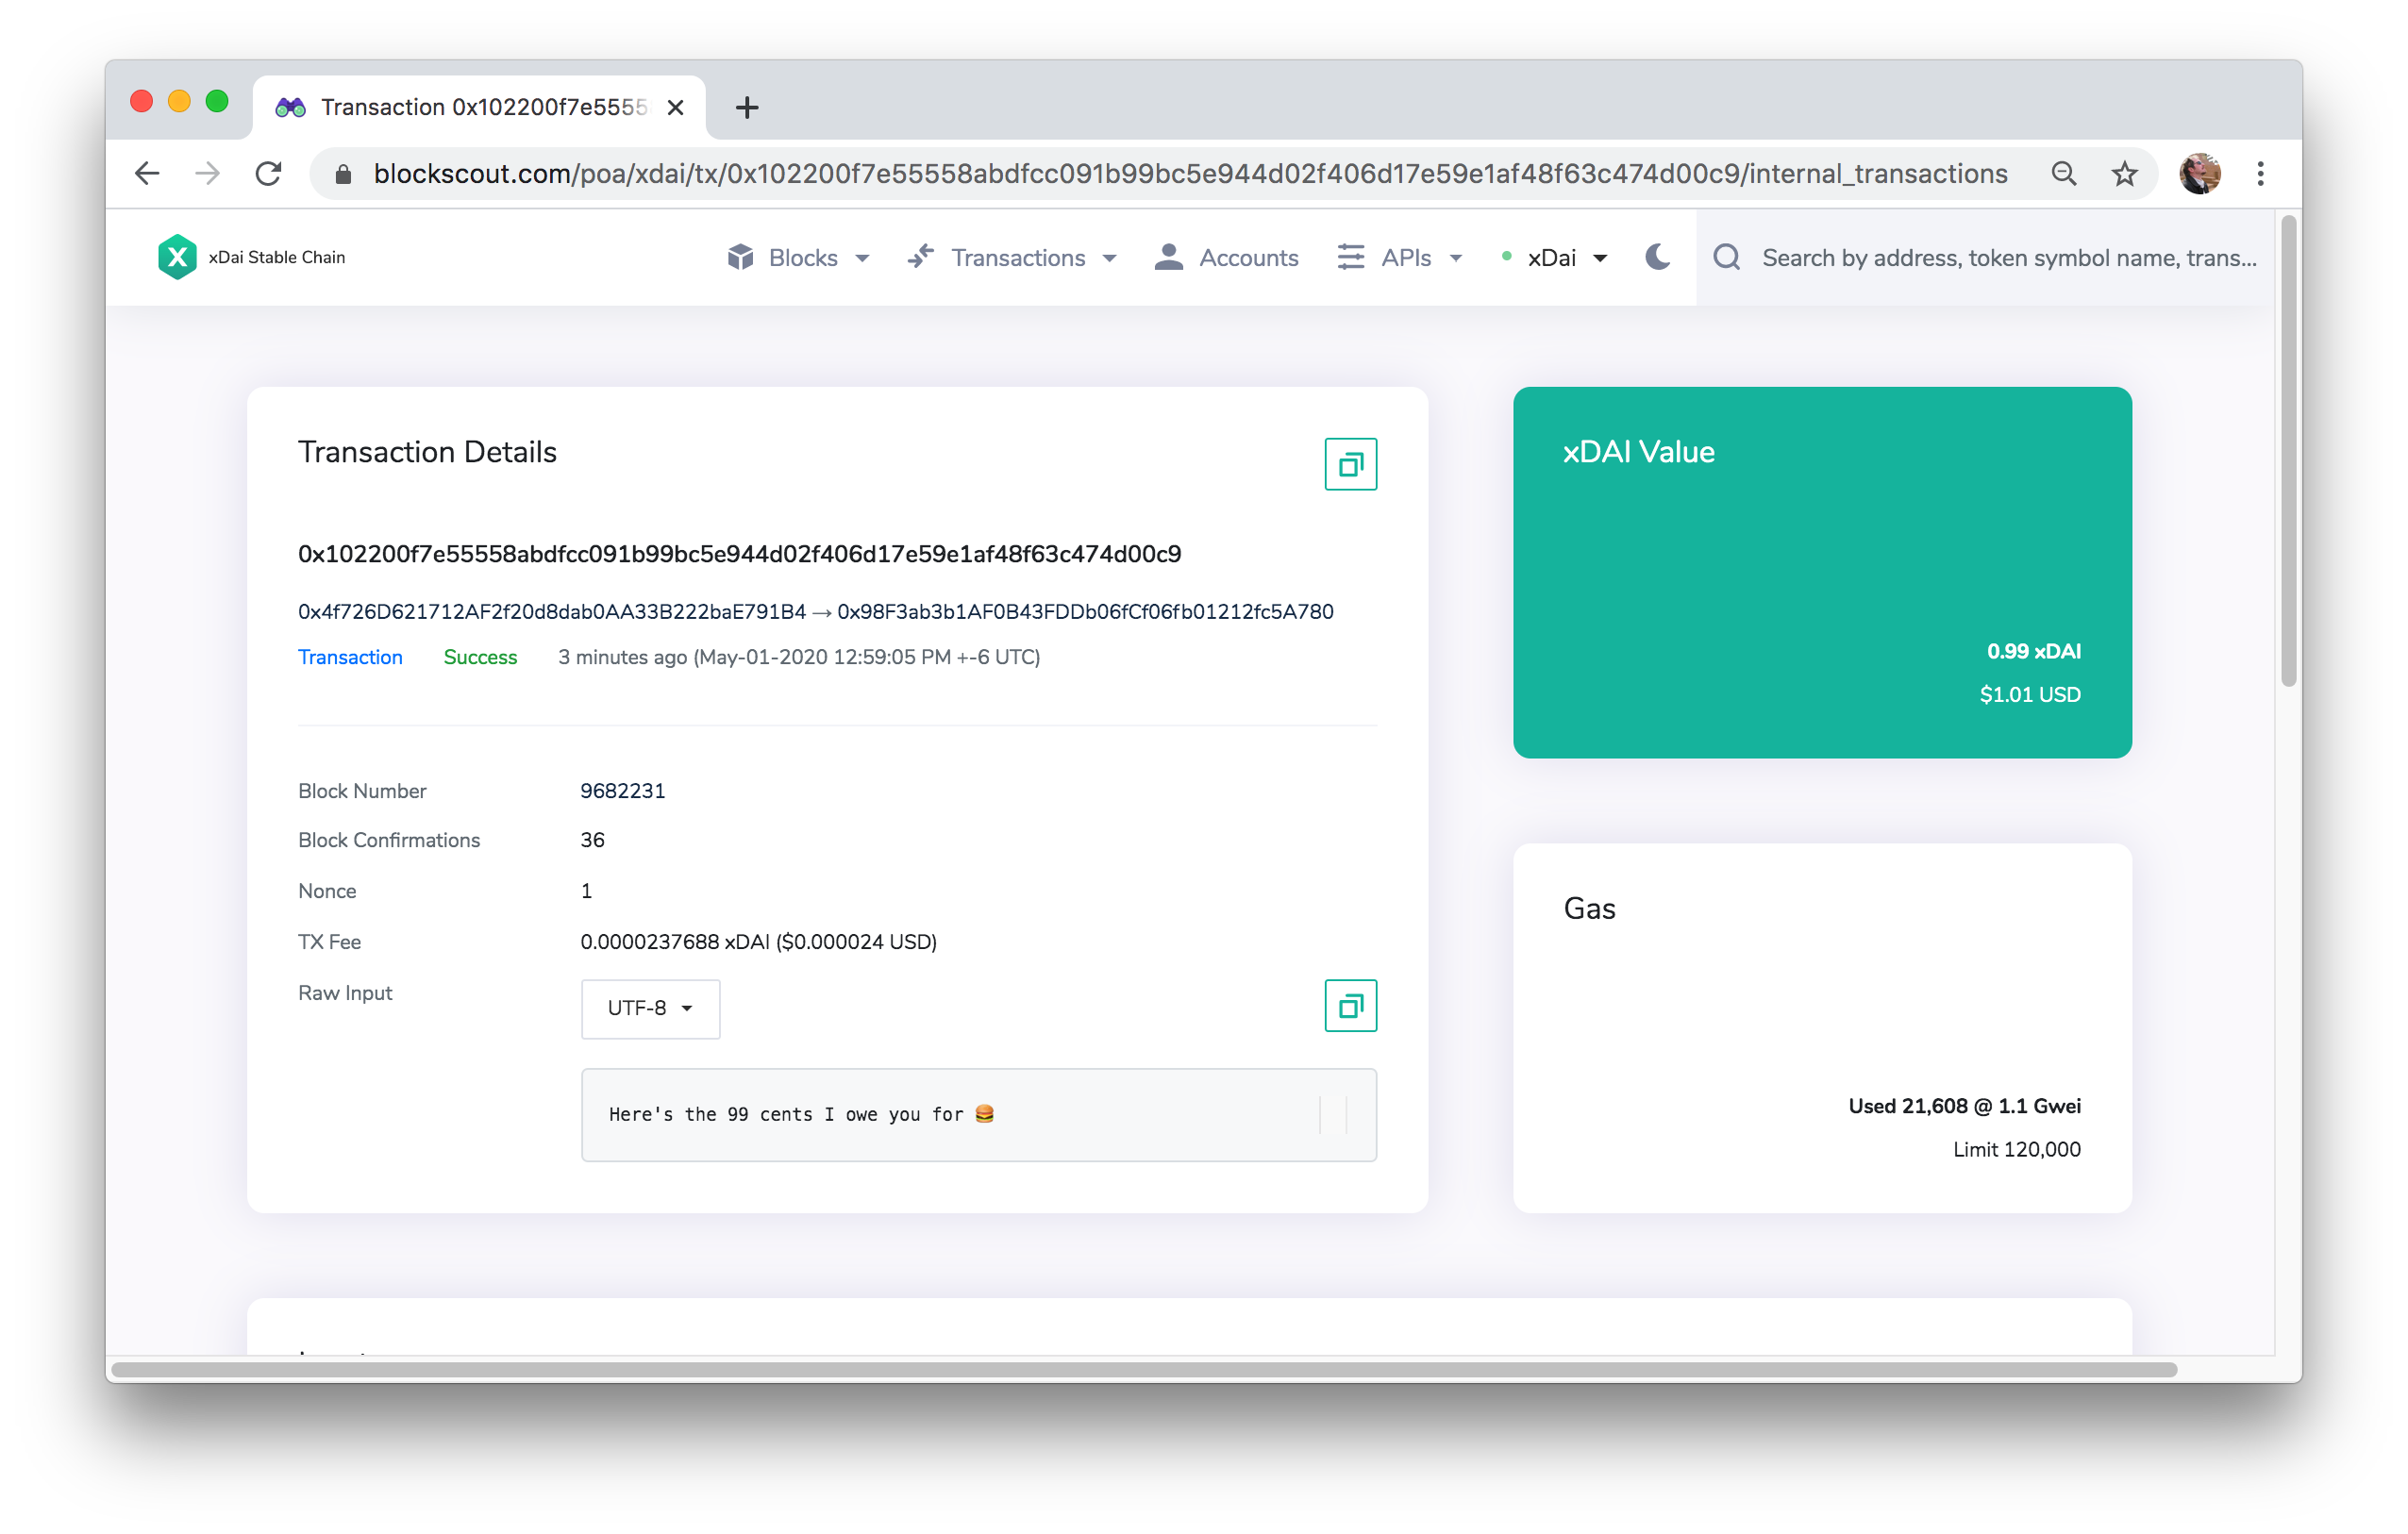 Transaction 0x102200f7e5555
blockscout.com/poa/xdai/tx/0x102200f7e55558abdfcc091b99bc5e944d02f406d17e59e1af48f63c474d00c9/internal_transactions
xDai Stable Chain
Blocks
Transactions
Accounts
APIs
xDai
Search by address, token symbol name, trans...
Transaction Details
0x102200f7e55558abdfcc091b99bc5e944d02f406d17e59e1af48f63c474d00c9
0x4f726D621712AF2f20d8dab0AA33B222baE791B4 → 0x98F3ab3b1AF0B43FDDb06fCf06fb01212fc5A780
Transaction Success 3 minutes ago (May-01-2020 12:59:05 PM +-6 UTC)
Block Number 9682231
Block Confirmations 36
Nonce 1
TX Fee 0.0000237688 xDAI ($0.000024 USD)
Raw Input UTF-8
Here's the 99 cents I owe you for 🍔
xDAI Value
0.99 xDAI
$1.01 USD
Gas
Used 21,608 @ 1.1 Gwei
Limit 120,000